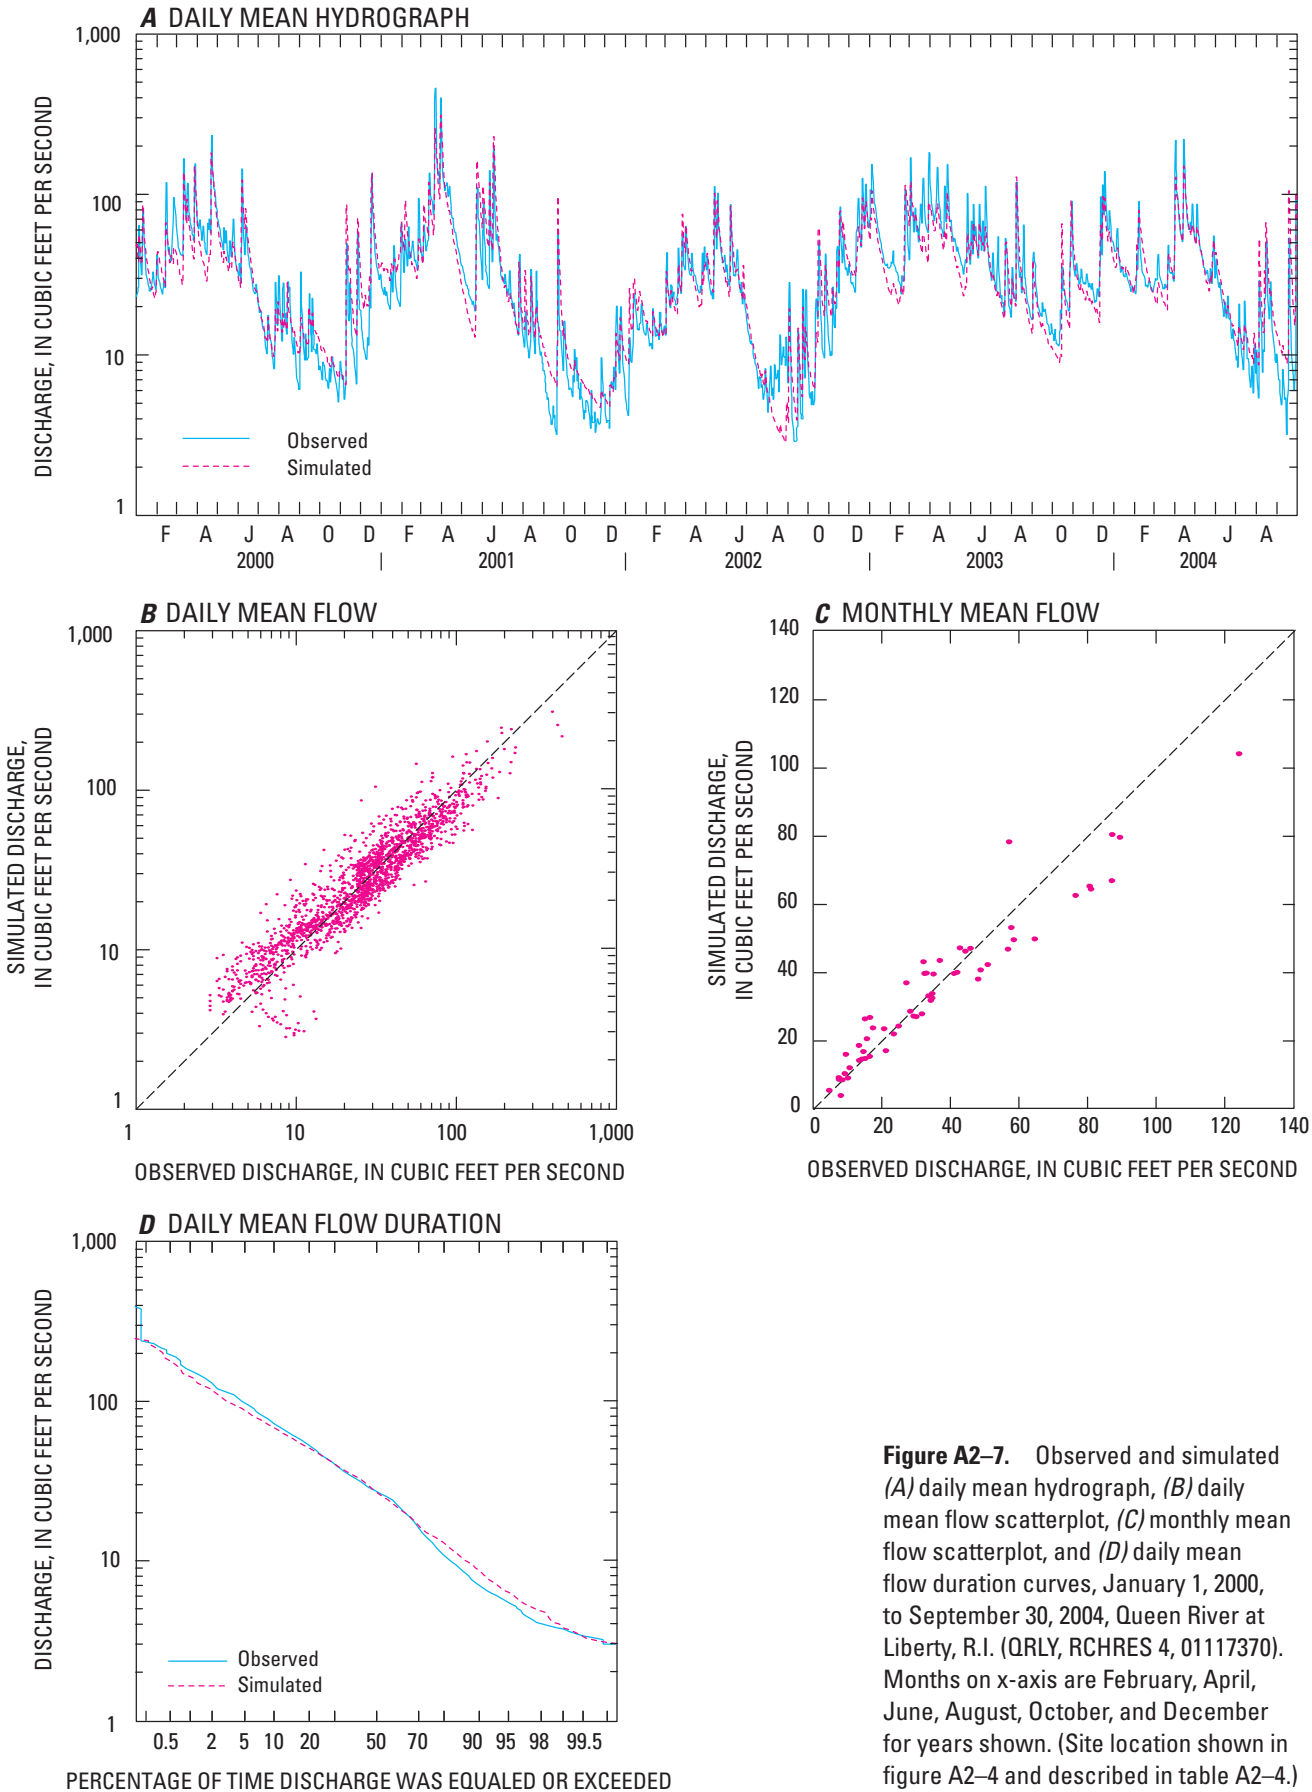 A DAILY MEAN HYDROGRAPH
DISCHARGE, IN CUBIC FEET PER SECOND
1,000
100
10
1
Observed
Simulated
F A J A O D F A J A O D F A J A O D F A J A O D F A J A
2000 | 2001 | 2002 | 2003 | 2004
B DAILY MEAN FLOW
SIMULATED DISCHARGE,
IN CUBIC FEET PER SECOND
1,000
100
10
1
1 10 100 1,000
OBSERVED DISCHARGE, IN CUBIC FEET PER SECOND
C MONTHLY MEAN FLOW
SIMULATED DISCHARGE,
IN CUBIC FEET PER SECOND
140
120
100
80
60
40
20
0
0 20 40 60 80 100 120 140
OBSERVED DISCHARGE, IN CUBIC FEET PER SECOND
D DAILY MEAN FLOW DURATION
DISCHARGE, IN CUBIC FEET PER SECOND
1,000
100
10
1
Observed
Simulated
0.5 2 5 10 20 50 70 90 95 98 99.5
PERCENTAGE OF TIME DISCHARGE WAS EQUALED OR EXCEEDED
Figure A2–7. Observed and simulated
(A) daily mean hydrograph, (B) daily
mean flow scatterplot, (C) monthly mean
flow scatterplot, and (D) daily mean
flow duration curves, January 1, 2000,
to September 30, 2004, Queen River at
Liberty, R.I. (QRLY, RCHRES 4, 01117370).
Months on x-axis are February, April,
June, August, October, and December
for years shown. (Site location shown in
figure A2–4 and described in table A2–4.)